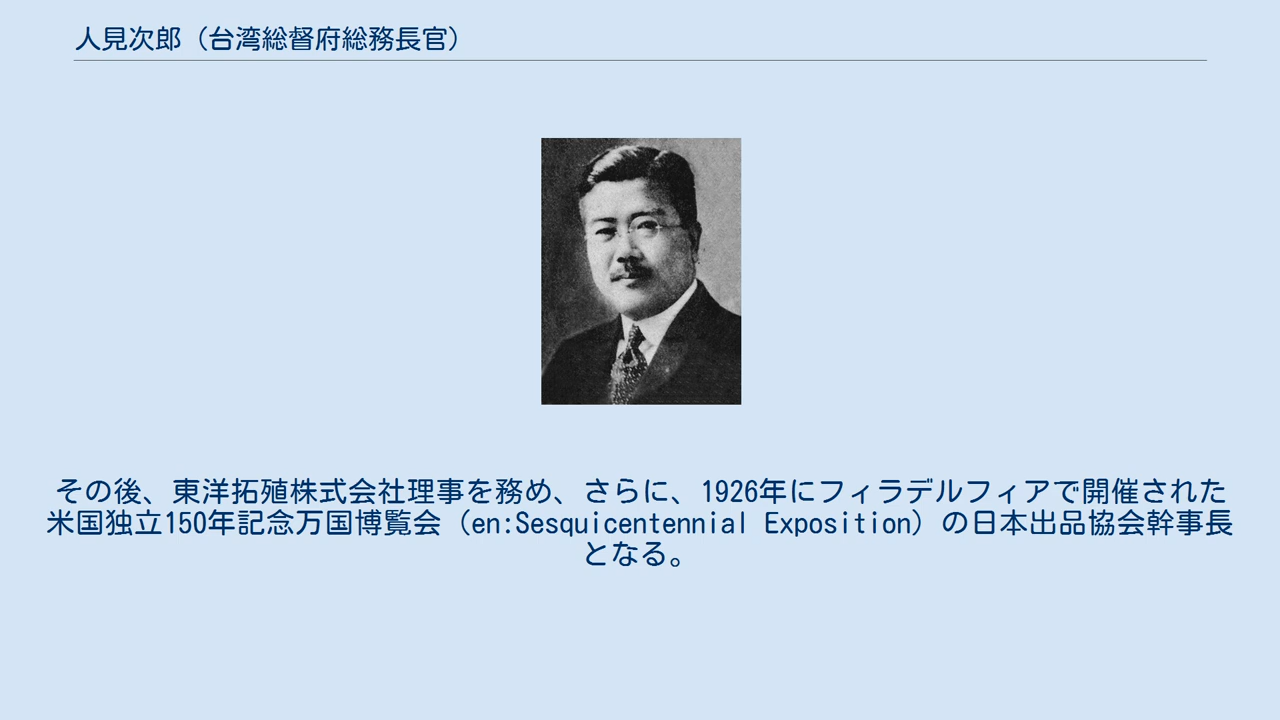 人見次郎（台湾総督府総務長官）
その後、東洋拓殖株式会社理事を務め、さらに、1926年にフィラデルフィアで開催された
米国独立150年記念万国博覧会（en:Sesquicentennial Exposition）の日本出品協会幹事長
となる。